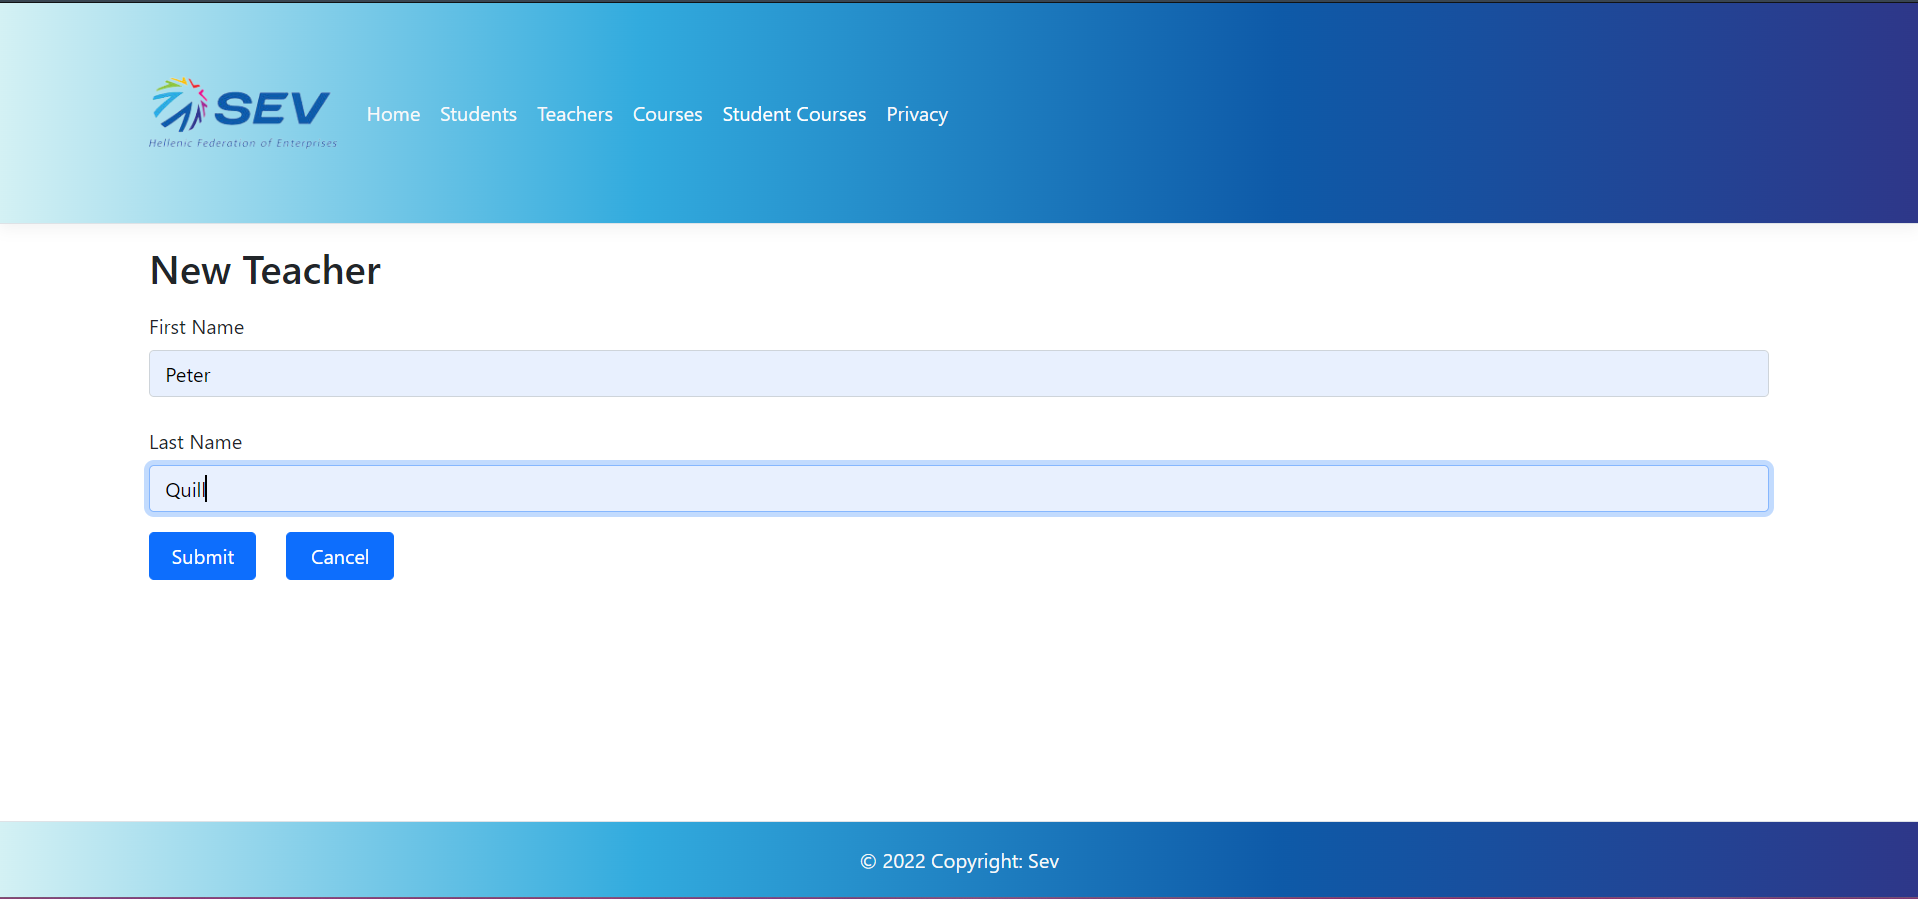 SEV
Hellenic Federation of Enterprises
Home Students Teachers Courses Student Courses Privacy
New Teacher
First Name
Peter
Last Name
Quill
Submit Cancel
© 2022 Copyright: Sev